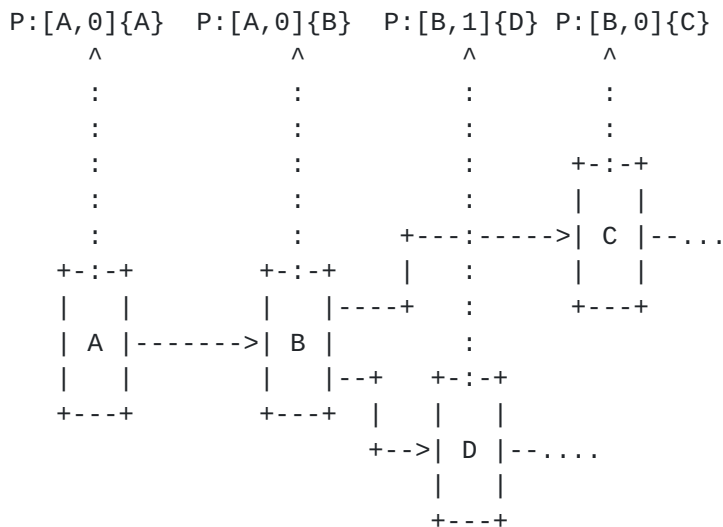 P:[A,0]{A}  P:[A,0]{B}  P:[B,1]{D} P:[B,0]{C}
     ^            ^          ^        ^
     :            :          :        :
     :            :          :        :
     :            :          :      +-:-+
     :            :          :      |   |
     :            :      +---:----->| C |--...
   +-:-+        +-:-+    |   :      |   |
   |   |        |   |----+   :      +---+
   | A |------->| B |        :
   |   |        |   |--+   +-:-+
   +---+        +---+  |   |   |
                       +-->| D |--....
                           |   |
                           +---+